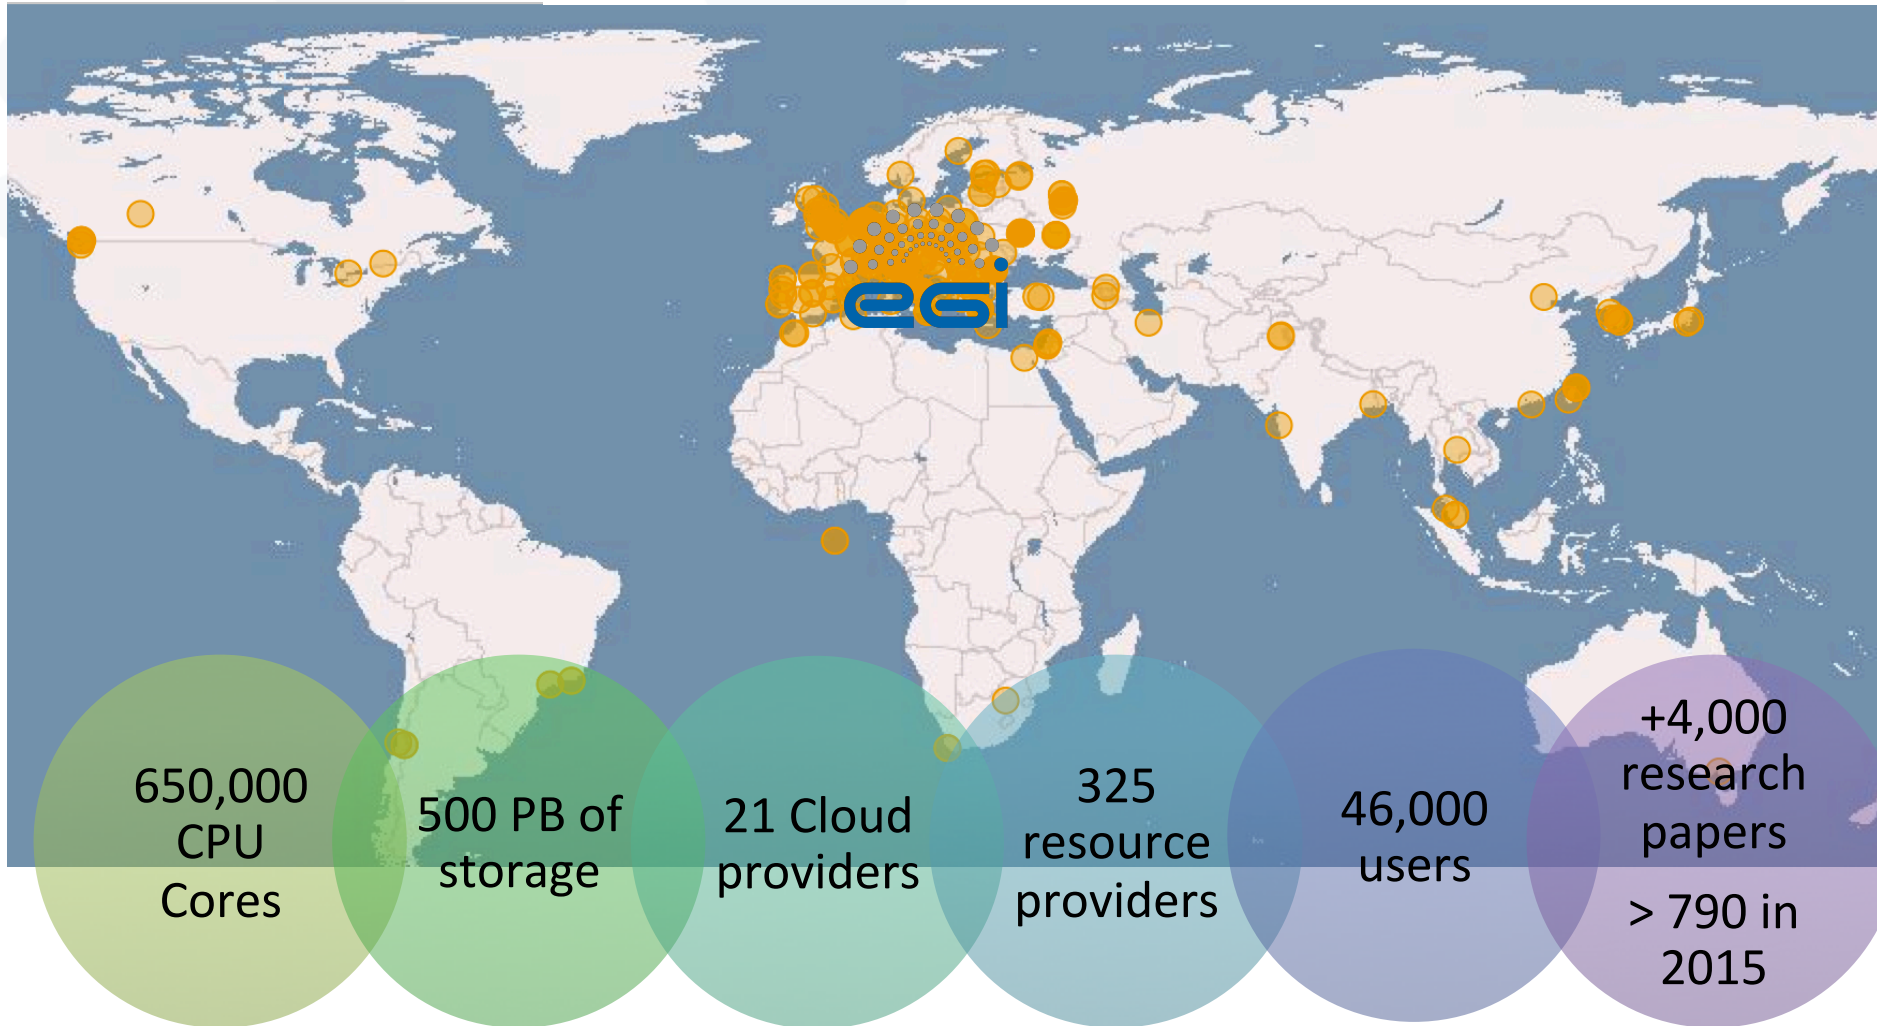 egi
650,000
CPU
Cores
500 PB of
storage
21 Cloud
providers
325
resource
providers
46,000
users
+4,000
research
papers
> 790 in
2015